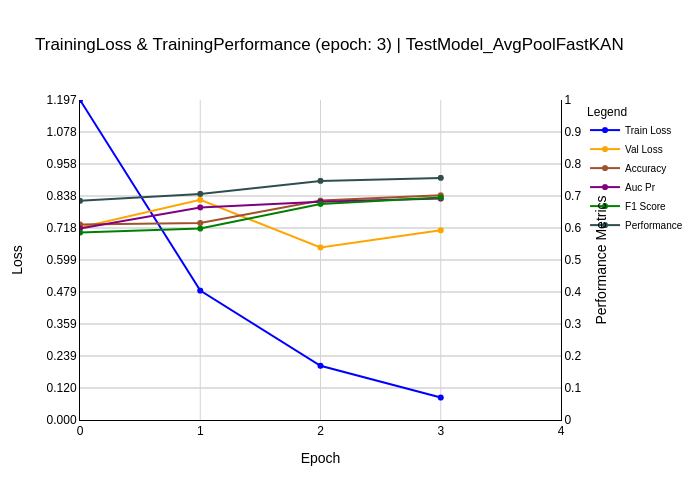 TrainingLoss & TrainingPerformance (epoch: 3) | TestModel_AvgPoolFastKAN
1.197
1.078
0.958
0.838
0.718
0.599
0.479
0.359
0.239
0.120
0.000
Loss
0
1
2
3
4
Epoch
1
0.9
0.8
0.7
0.6
0.5
0.4
0.3
0.2
0.1
0
Performance Metrics
Legend
Train Loss
Val Loss
Accuracy
Auc Pr
F1 Score
Performance